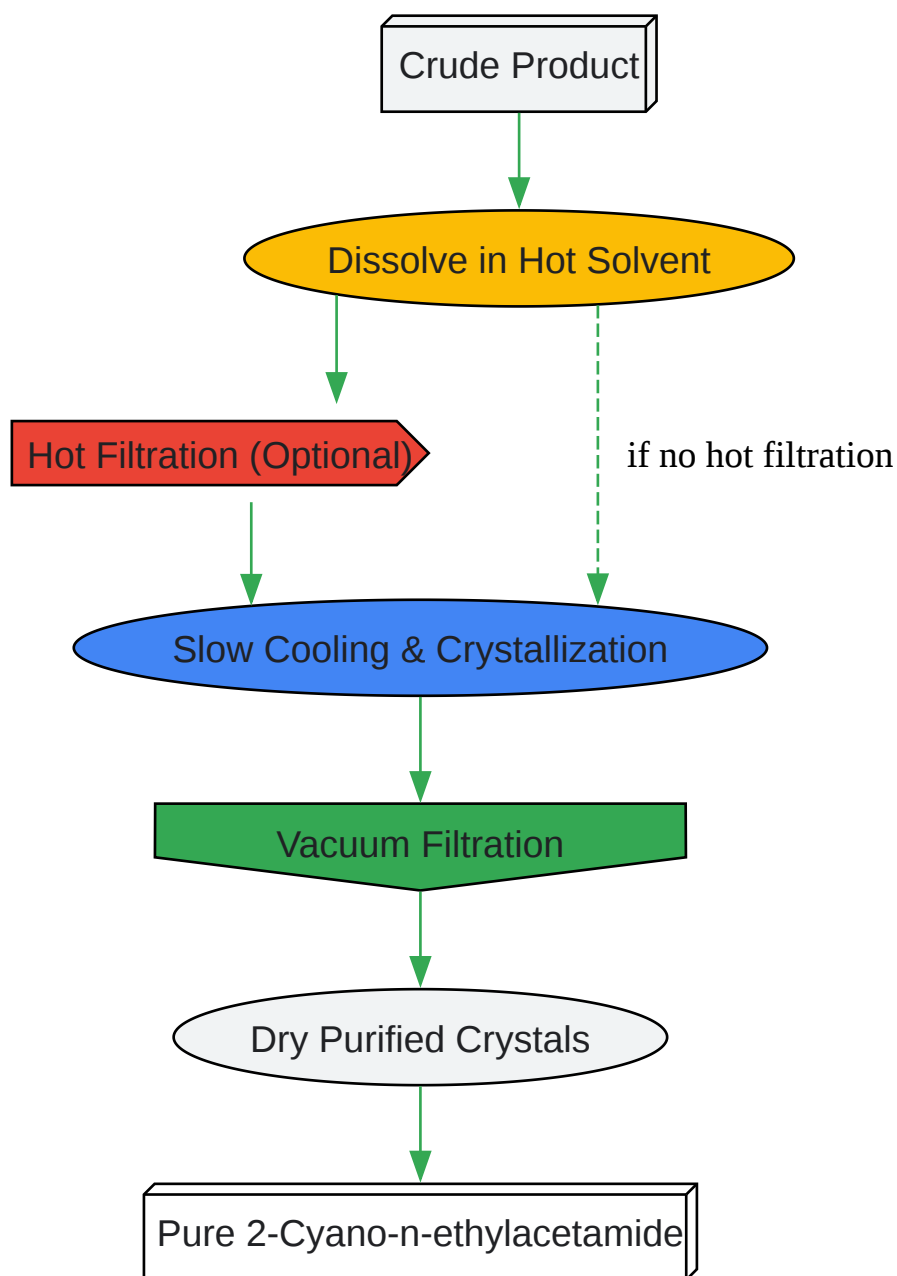 Crude Product
Dissolve in Hot Solvent
Hot Filtration (Optional)
if no hot filtration
Slow Cooling & Crystallization
Vacuum Filtration
Dry Purified Crystals
Pure 2-Cyano-n-ethylacetamide